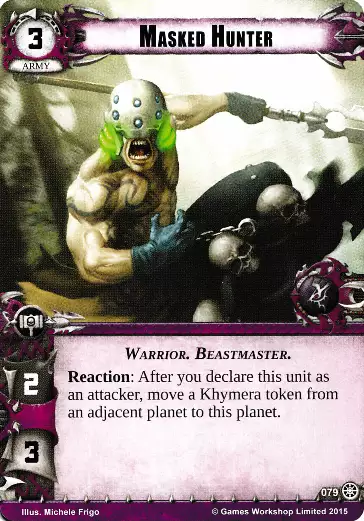 3
ARMY
MASKED HUNTER
2
3
WARRIOR. BEASTMASTER.
Reaction: After you declare this unit as
an attacker, move a Khymera token from
an adjacent planet to this planet.
079
Illus. Michele Frigo
© Games Workshop Limited 2015